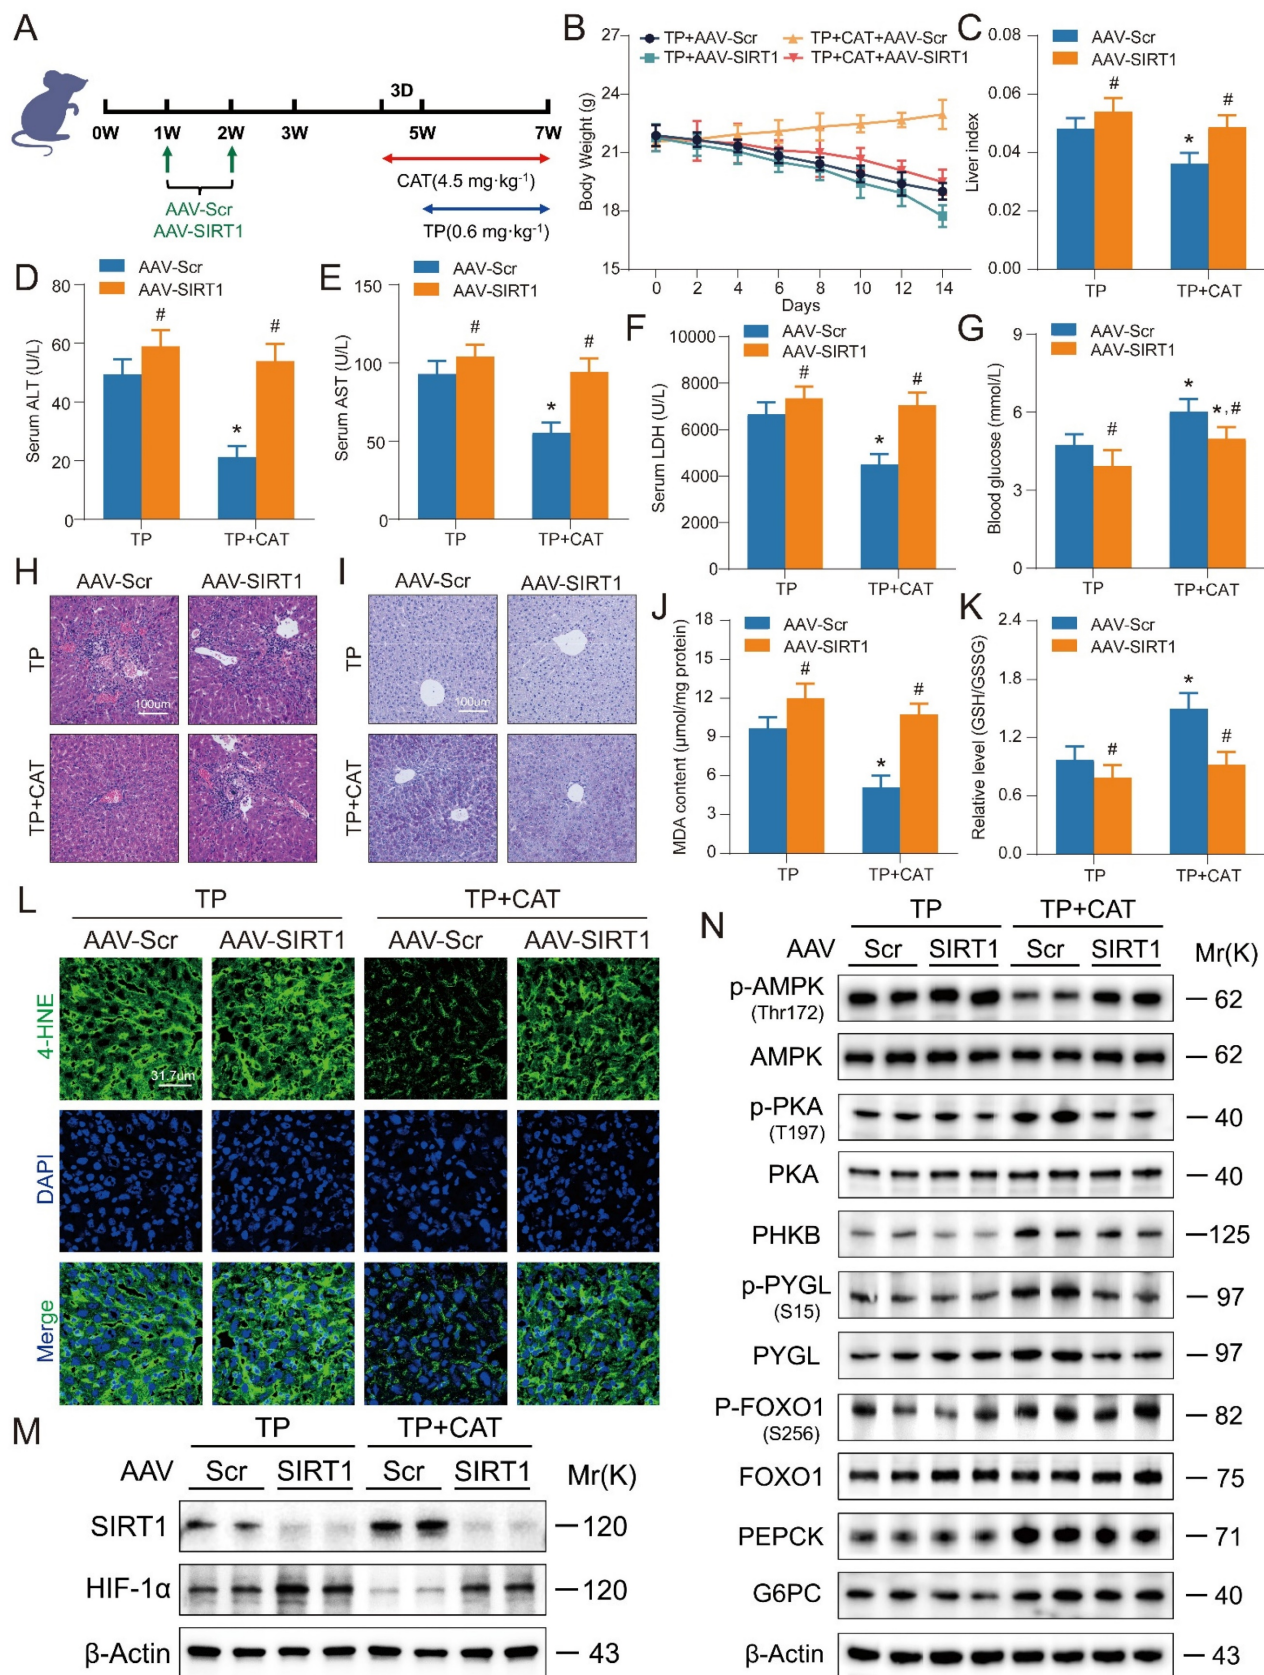 A
0W
1W
2W
3W
3D
5W
7W
AAV-Scr
AAV-SIRT1
CAT(4.5 mg·kg⁻¹)
TP(0.6 mg·kg⁻¹)
B
TP+AAV-Scr
TP+CAT+AAV-Scr
TP+AAV-SIRT1
TP+CAT+AAV-SIRT1
Body Weight (g)
27
24
21
18
15
0 2 4 6 8 10 12 14
Days
C
AAV-Scr
AAV-SIRT1
Liver index
0.08
0.06
0.04
0.02
0.00
#
*
#
TP
TP+CAT
D
AAV-Scr
AAV-SIRT1
Serum ALT (U/L)
80
60
40
20
0
#
*
#
TP
TP+CAT
E
AAV-Scr
AAV-SIRT1
Serum AST (U/L)
150
100
50
0
#
*
#
TP
TP+CAT
F
AAV-Scr
AAV-SIRT1
Serum LDH (U/L)
10000
8000
6000
4000
2000
0
#
*
#
TP
TP+CAT
G
AAV-Scr
AAV-SIRT1
Blood glucose (mmol/L)
9
6
3
0
#
*
*,#
TP
TP+CAT
H
AAV-Scr
AAV-SIRT1
TP
100um
TP+CAT
I
AAV-Scr
AAV-SIRT1
TP
100um
TP+CAT
J
AAV-Scr
AAV-SIRT1
MDA content (μmol/mg protein)
18
15
12
9
6
3
0
#
*
#
TP
TP+CAT
K
AAV-Scr
AAV-SIRT1
Relative level (GSH/GSSG)
2.4
1.8
1.2
0.6
0.0
#
*
#
TP
TP+CAT
L
TP
TP+CAT
AAV-Scr
AAV-SIRT1
AAV-Scr
AAV-SIRT1
4-HNE
31.7um
DAPI
Merge
M
TP
TP+CAT
AAV Scr SIRT1 Scr SIRT1 Mr(K)
SIRT1 120
HIF-1α 120
β-Actin 43
N
TP
TP+CAT
AAV Scr SIRT1 Scr SIRT1 Mr(K)
p-AMPK
(Thr172) 62
AMPK 62
p-PKA
(T197) 40
PKA 40
PHKB 125
p-PYGL
(S15) 97
PYGL 97
P-FOXO1
(S256) 82
FOXO1 75
PEPCK 71
G6PC 40
β-Actin 43